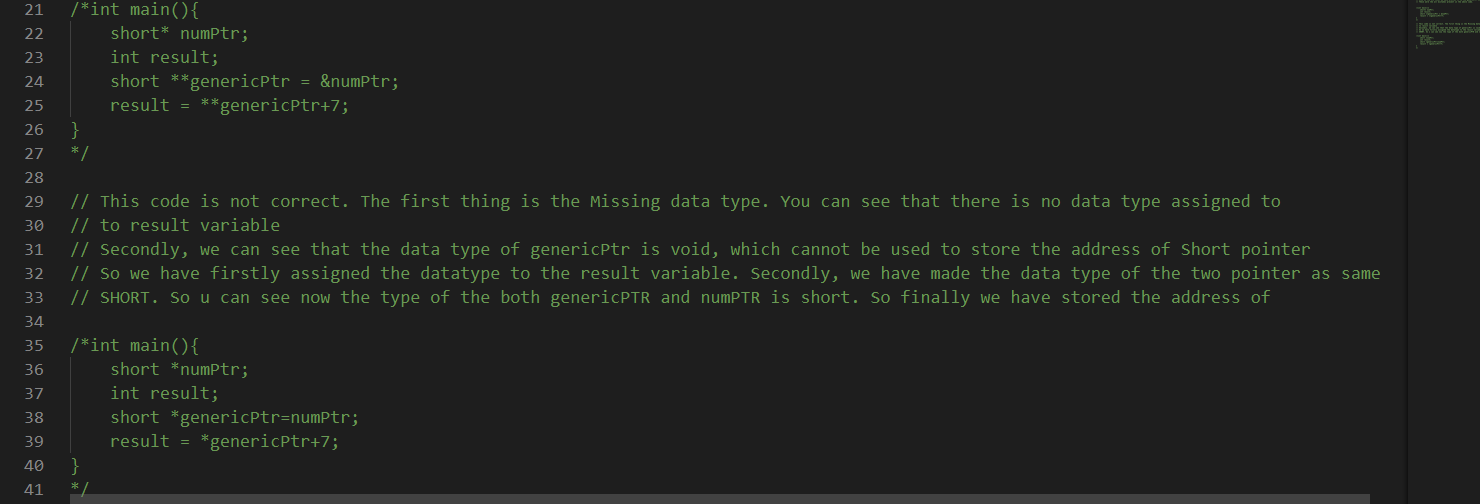 21 /*int main(){
22     short* numPtr;
23     int result;
24     short **genericPtr = &numPtr;
25     result = **genericPtr+7;
26 }
27 */
28
29 // This code is not correct. The first thing is the Missing data type. You can see that there is no data type assigned to
30 // to result variable
31 // Secondly, we can see that the data type of genericPtr is void, which cannot be used to store the address of Short pointer
32 // So we have firstly assigned the datatype to the result variable. Secondly, we have made the data type of the two pointer as same
33 // SHORT. So u can see now the type of the both genericPTR and numPTR is short. So finally we have stored the address of
34
35 /*int main(){
36     short *numPtr;
37     int result;
38     short *genericPtr=numPtr;
39     result = *genericPtr+7;
40 }
41 */